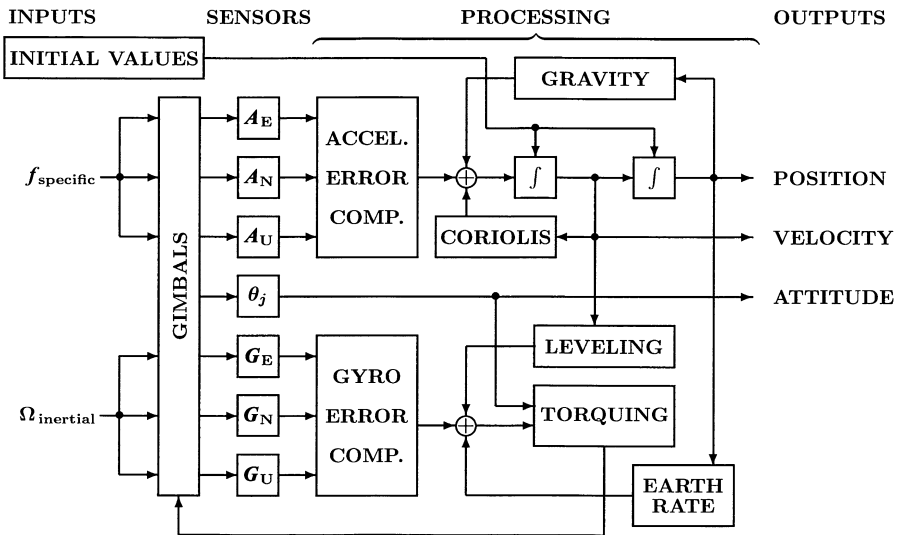 INPUTS SENSORS PROCESSING OUTPUTS
INITIAL VALUES
GRAVITY
A_E
ACCEL.
f_specific
A_N
ERROR
∫
∫
POSITION
COMP.
A_U
CORIOLIS
VELOCITY
GIMBALS
θ_j
ATTITUDE
G_E
LEVELING
GYRO
Ω_inertial
G_N
ERROR
TORQUING
COMP.
G_U
EARTH
RATE